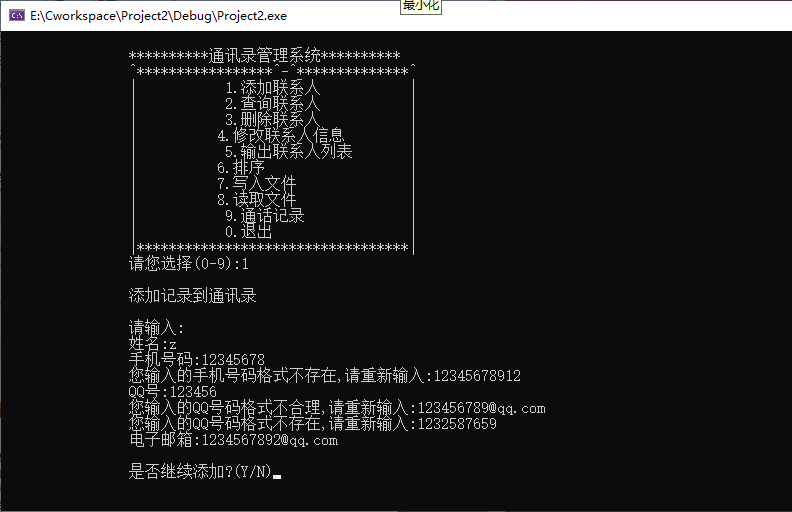 最小化
E:\Cworkspace\Project2\Debug\Project2.exe
**********通讯录管理系统**********
^*****************^-^**************^
| 1.添加联系人 |
| 2.查询联系人 |
| 3.删除联系人 |
| 4.修改联系人信息 |
| 5.输出联系人列表 |
| 6.排序 |
| 7.写入文件 |
| 8.读取文件 |
| 9.通话记录 |
| 0.退出 |
|**********************************|
请您选择(0-9):1
添加记录到通讯录
请输入:
姓名:z
手机号码:12345678
您输入的手机号码格式不存在,请重新输入:12345678912
QQ号:123456
您输入的QQ号码格式不合理,请重新输入:123456789@qq.com
您输入的QQ号码格式不存在,请重新输入:1232587659
电子邮箱:1234567892@qq.com
是否继续添加?(Y/N)